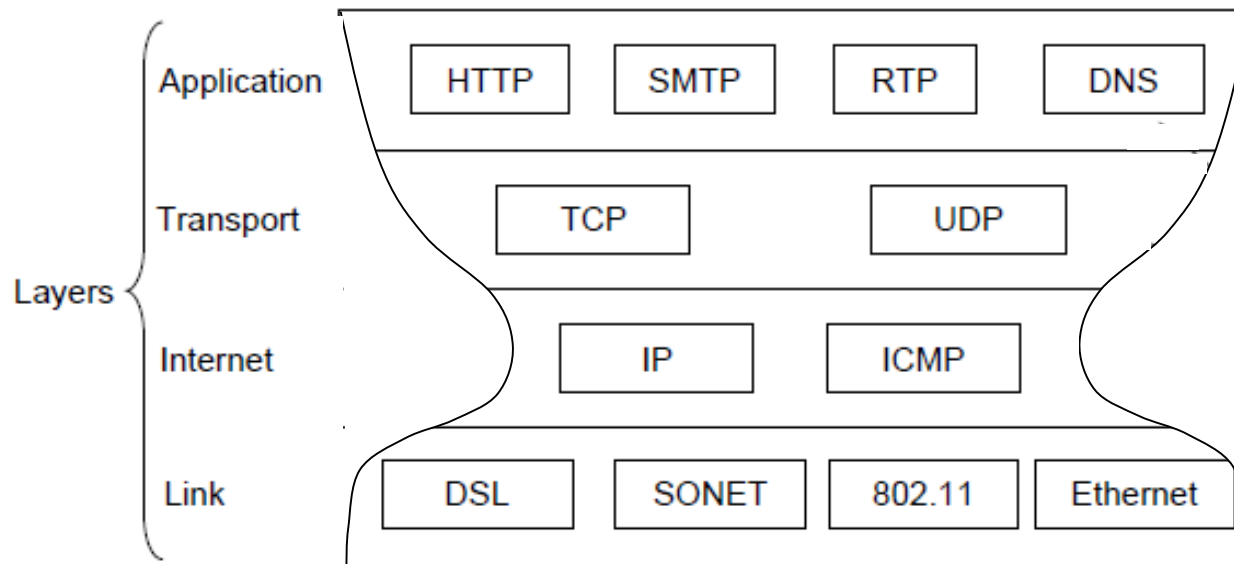 Application HTTP SMTP RTP DNS
Transport TCP UDP
Layers
Internet IP ICMP
Link DSL SONET 802.11 Ethernet